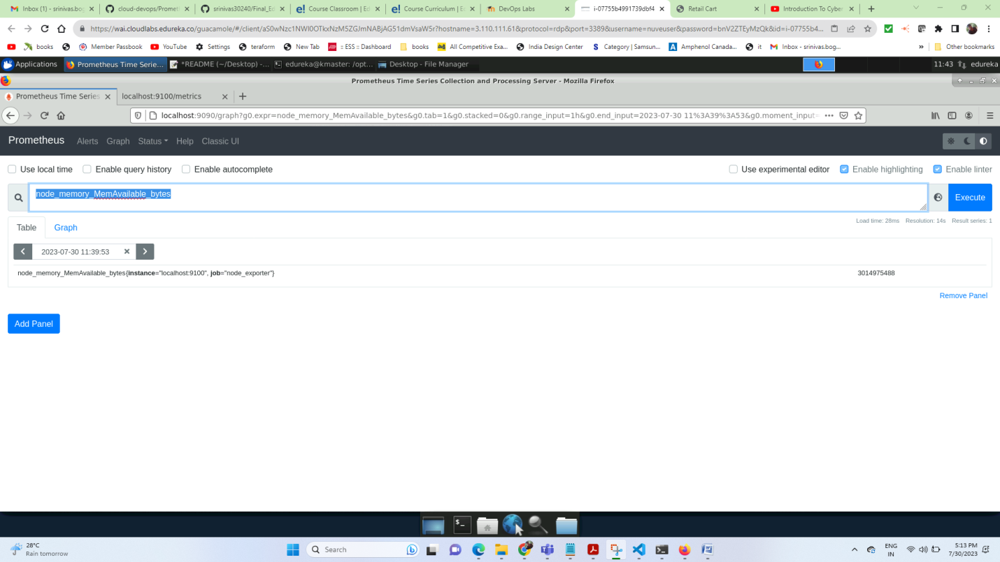 Inbox (1) - srinivas.bog
cloud-devops/Prometh
srinivas30240/Final_Ed
Course Classroom | Ed
Course Curriculum | Ed
DevOps Labs
i-07755b4991739dbf4
Retail Cart
Introduction To Cyber
https://wai.cloudlabs.edureka.co/guacamole/#/client/aS0wNzc1NWI0OTkxNzM5ZGJmNABjAG51dmVsaW5r?hostname=3.110.111.61&protocol=rdp&port=3389&username=nuveuser&password=bnV2ZTEyMzQk&id=i-07755b4...
books
Member Passbook
YouTube
Settings
teraform
New Tab
:: ESS :: Dashboard
books
All Competitive Exa...
India Design Center
Category | Samsun...
Amphenol Canada...
it
Inbox - srinivas.bog...
»
Other bookmarks
Applications
Prometheus Time Serie...
*README (~/Desktop) -...
edureka@kmaster: /opt...
Desktop - File Manager
11:43
edureka
Prometheus Time Series Collection and Processing Server - Mozilla Firefox
Prometheus Time Series
localhost:9100/metrics
localhost:9090/graph?g0.expr=node_memory_MemAvailable_bytes&g0.tab=1&g0.stacked=0&g0.range_input=1h&g0.end_input=2023-07-30 11%3A39%3A53&g0.moment_input=
Prometheus Alerts Graph Status Help Classic UI
Use local time Enable query history Enable autocomplete
Use experimental editor Enable highlighting Enable linter
node_memory_MemAvailable_bytes
Execute
Table Graph
Load time: 28ms Resolution: 14s Result series: 1
2023-07-30 11:39:53
node_memory_MemAvailable_bytes{instance="localhost:9100", job="node_exporter"} 3014975488
Remove Panel
Add Panel
28°C
Rain tomorrow
Search
ENG
IN
5:13 PM
7/30/2023